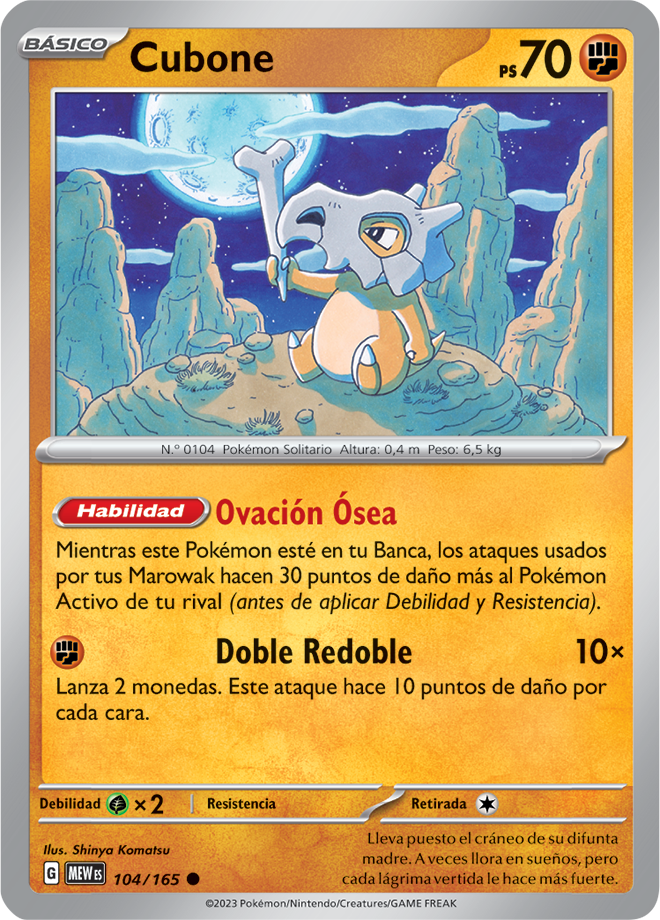 BÁSICO
Cubone
PS 70
N.º 0104 Pokémon Solitario Altura: 0,4 m Peso: 6,5 kg
Habilidad Ovación Ósea
Mientras este Pokémon esté en tu Banca, los ataques usados
por tus Marowak hacen 30 puntos de daño más al Pokémon
Activo de tu rival (antes de aplicar Debilidad y Resistencia).
Doble Redoble 10×
Lanza 2 monedas. Este ataque hace 10 puntos de daño por
cada cara.
Debilidad ×2 Resistencia Retirada
Ilus. Shinya Komatsu
G MEW ES 104/165
Lleva puesto el cráneo de su difunta
madre. A veces llora en sueños, pero
cada lágrima vertida le hace más fuerte.
©2023 Pokémon/Nintendo/Creatures/GAME FREAK